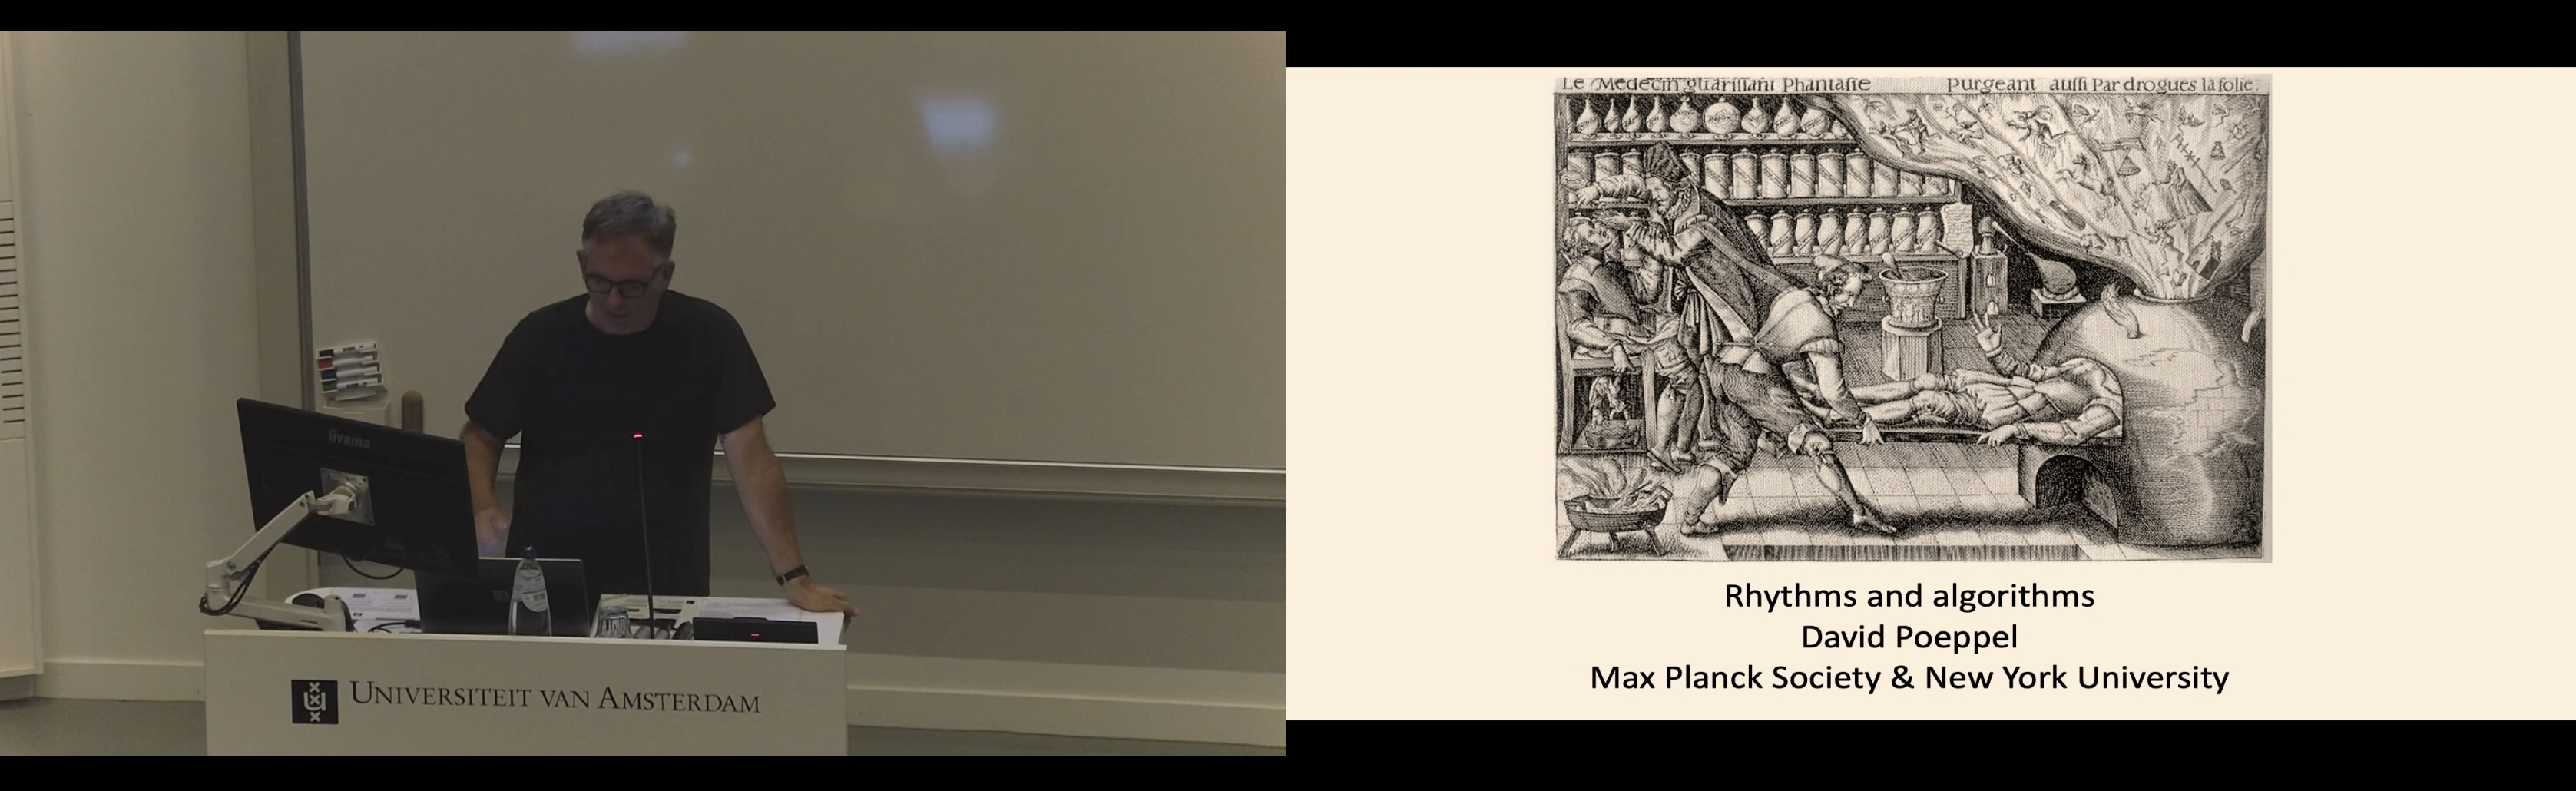 iiyama
UNIVERSITEIT VAN AMSTERDAM
Le Medecin guarissant Phantasie Purgeant aussi Par drogues la folie.
Rhythms and algorithms
David Poeppel
Max Planck Society & New York University